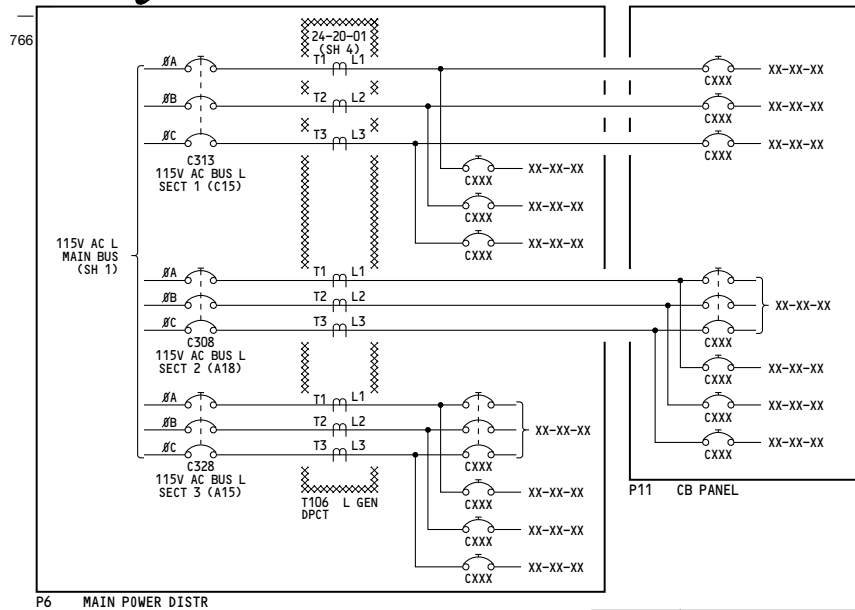 766
24-20-01
(SH 4)
ØA T1 L1 CXXX XX-XX-XX
ØB T2 L2 CXXX XX-XX-XX
ØC T3 L3 CXXX XX-XX-XX
C313
115V AC BUS L
SECT 1 (C15)
CXXX XX-XX-XX
CXXX XX-XX-XX
CXXX XX-XX-XX
115V AC L
MAIN BUS
(SH 1)
ØA T1 L1
ØB T2 L2 XX-XX-XX
ØC T3 L3 CXXX
C308
115V AC BUS L
SECT 2 (A18)
CXXX XX-XX-XX
CXXX XX-XX-XX
CXXX XX-XX-XX
ØA T1 L1
ØB T2 L2 XX-XX-XX
ØC T3 L3 CXXX
C328
115V AC BUS L
SECT 3 (A15)
CXXX XX-XX-XX
CXXX XX-XX-XX
CXXX XX-XX-XX
T106 L GEN
DPCT
P11 CB PANEL
P6 MAIN POWER DISTR